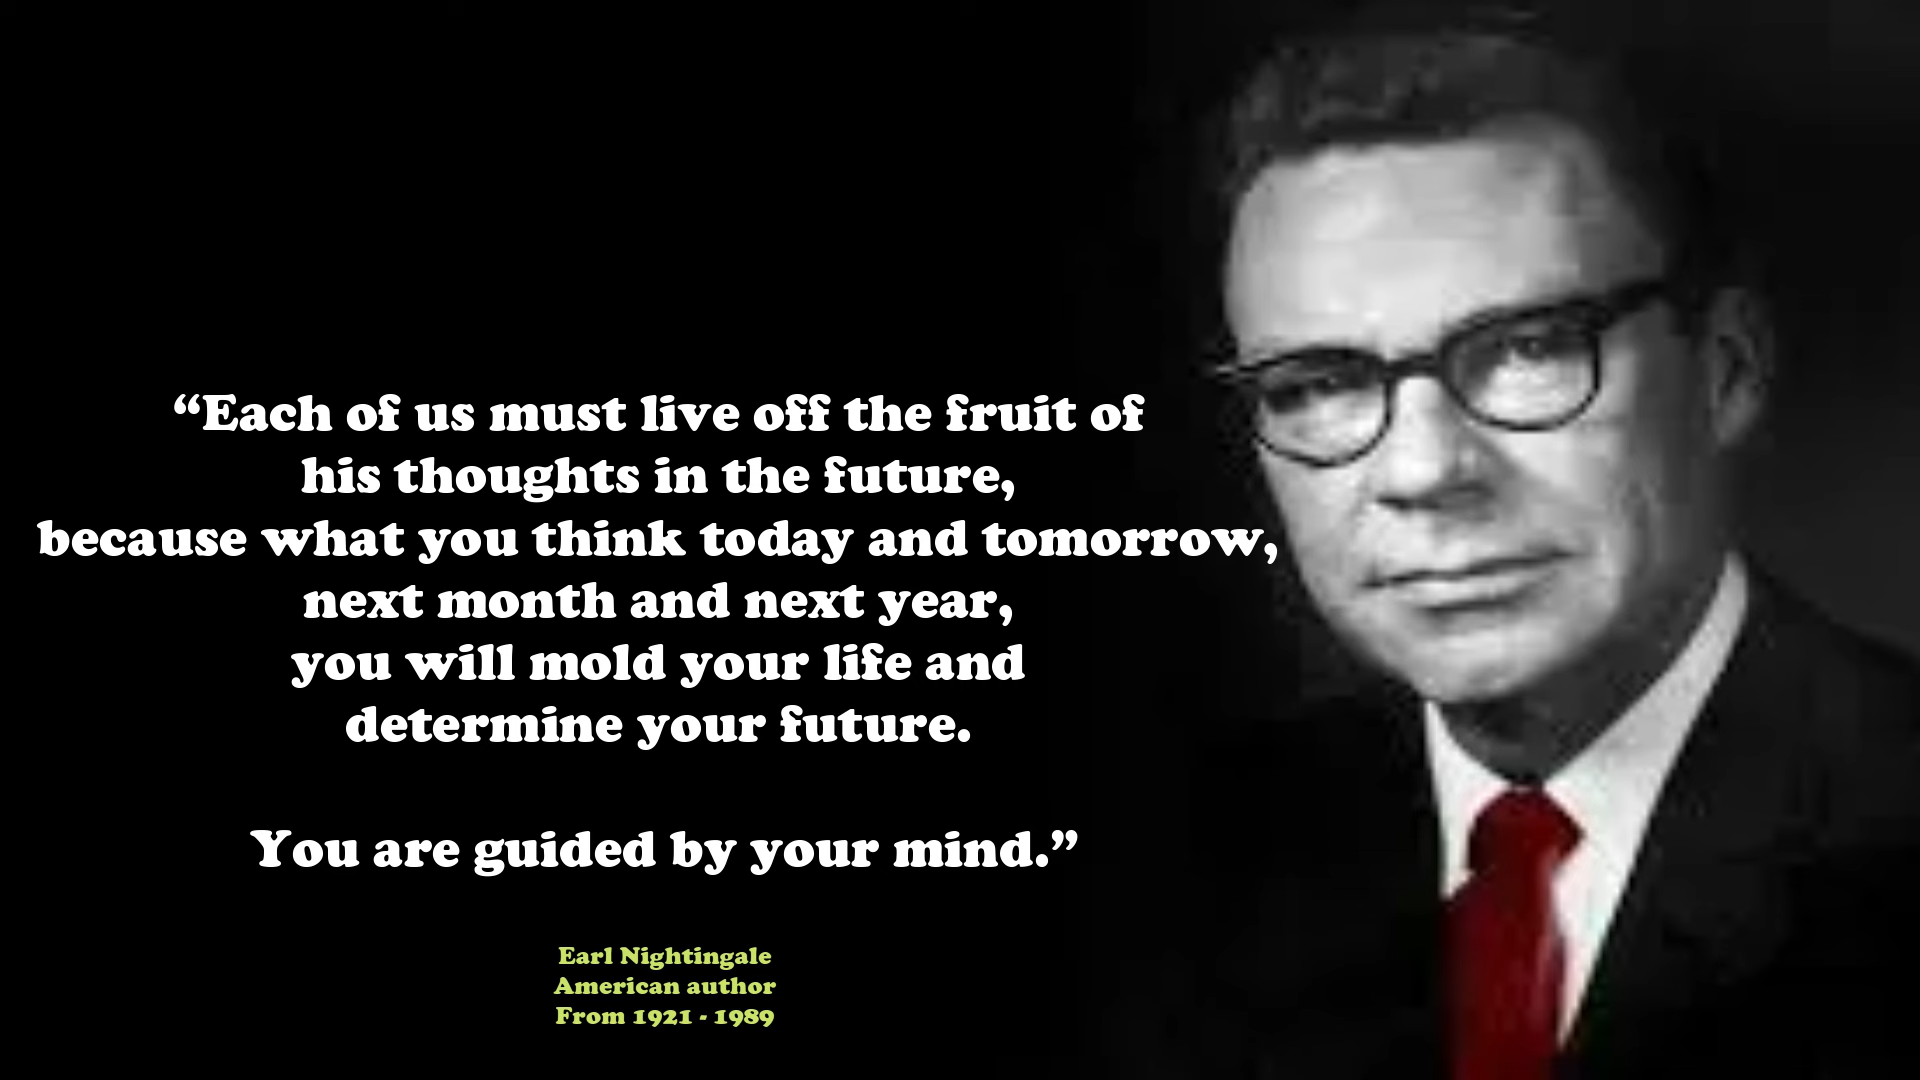 “Each of us must live off the fruit of
his thoughts in the future,
because what you think today and tomorrow,
next month and next year,
you will mold your life and
determine your future.
You are guided by your mind.”
Earl Nightingale
American author
From 1921 - 1989